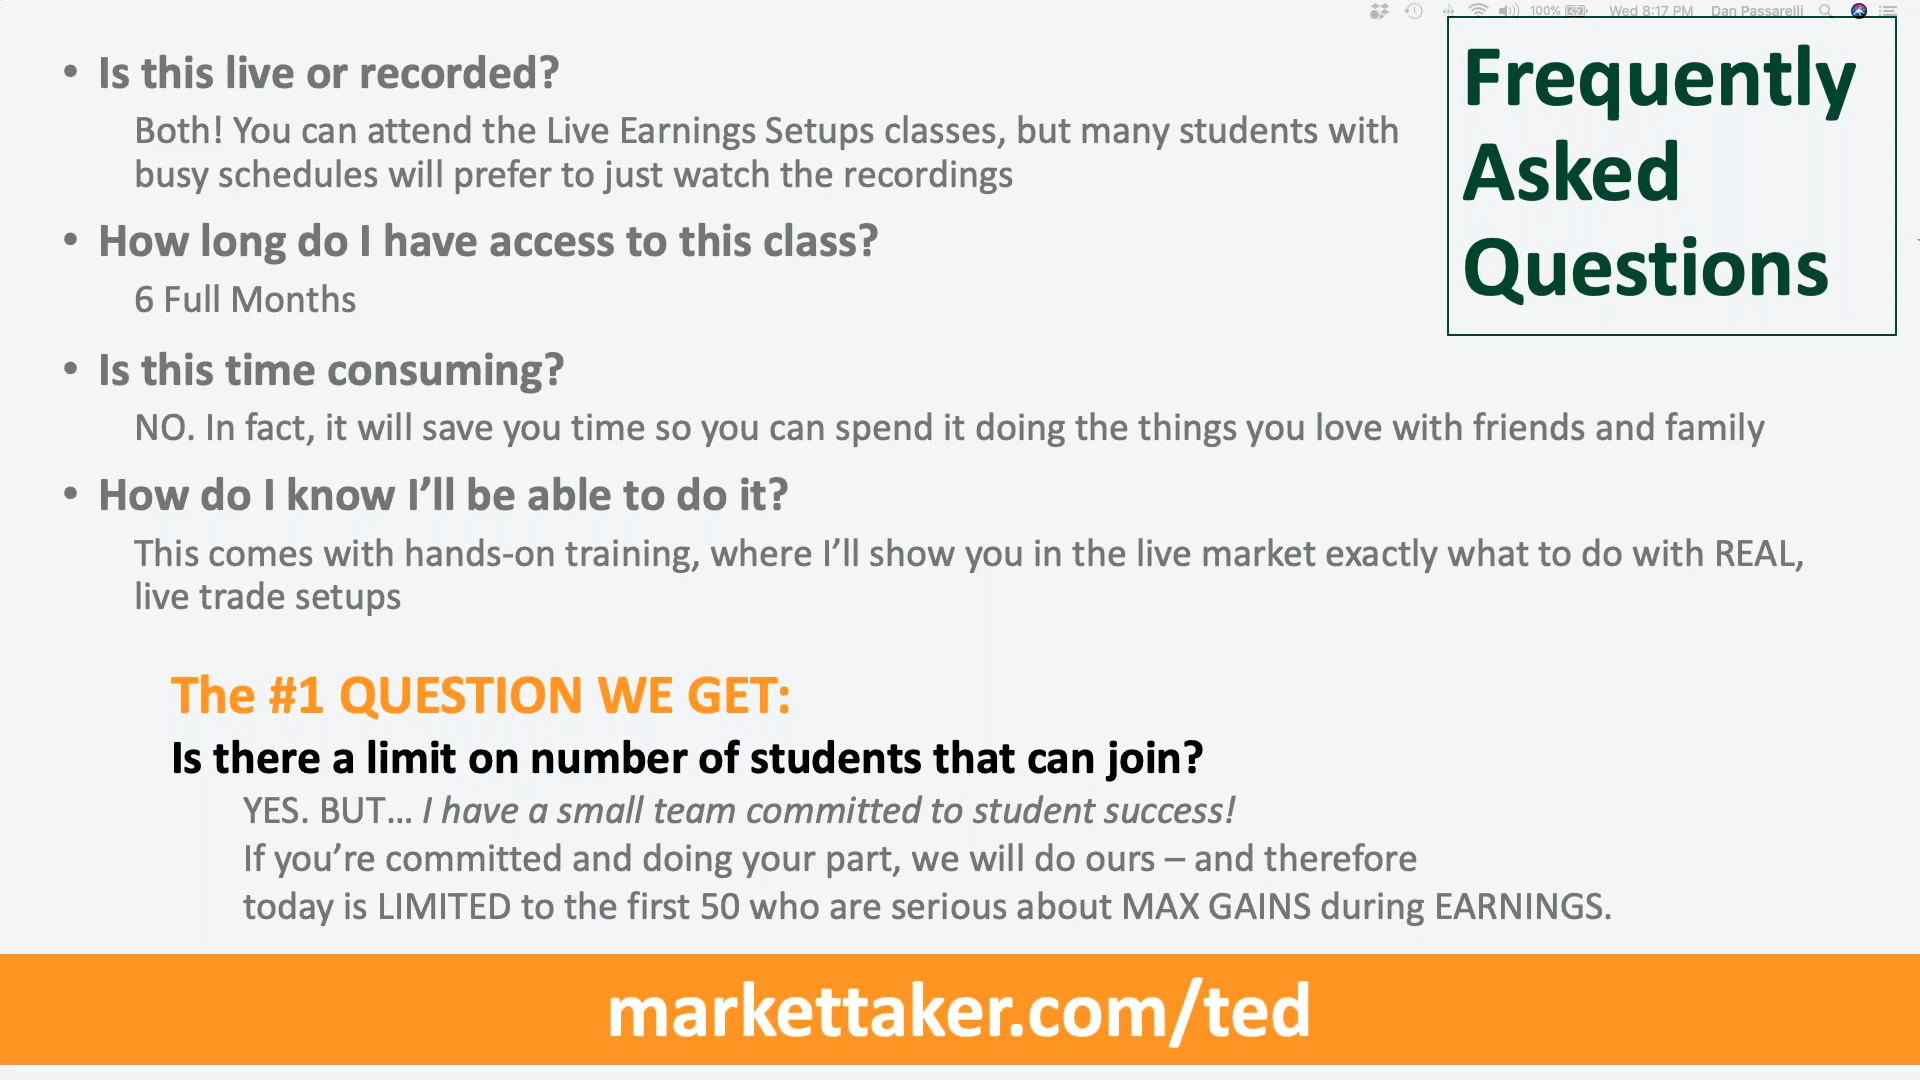 100% Wed 8:17 PM Dan Passarelli
Frequently
Asked
Questions
• Is this live or recorded?
Both! You can attend the Live Earnings Setups classes, but many students with
busy schedules will prefer to just watch the recordings
• How long do I have access to this class?
6 Full Months
• Is this time consuming?
NO. In fact, it will save you time so you can spend it doing the things you love with friends and family
• How do I know I’ll be able to do it?
This comes with hands-on training, where I’ll show you in the live market exactly what to do with REAL,
live trade setups
The #1 QUESTION WE GET:
Is there a limit on number of students that can join?
YES. BUT... I have a small team committed to student success!
If you’re committed and doing your part, we will do ours – and therefore
today is LIMITED to the first 50 who are serious about MAX GAINS during EARNINGS.
markettaker.com/ted